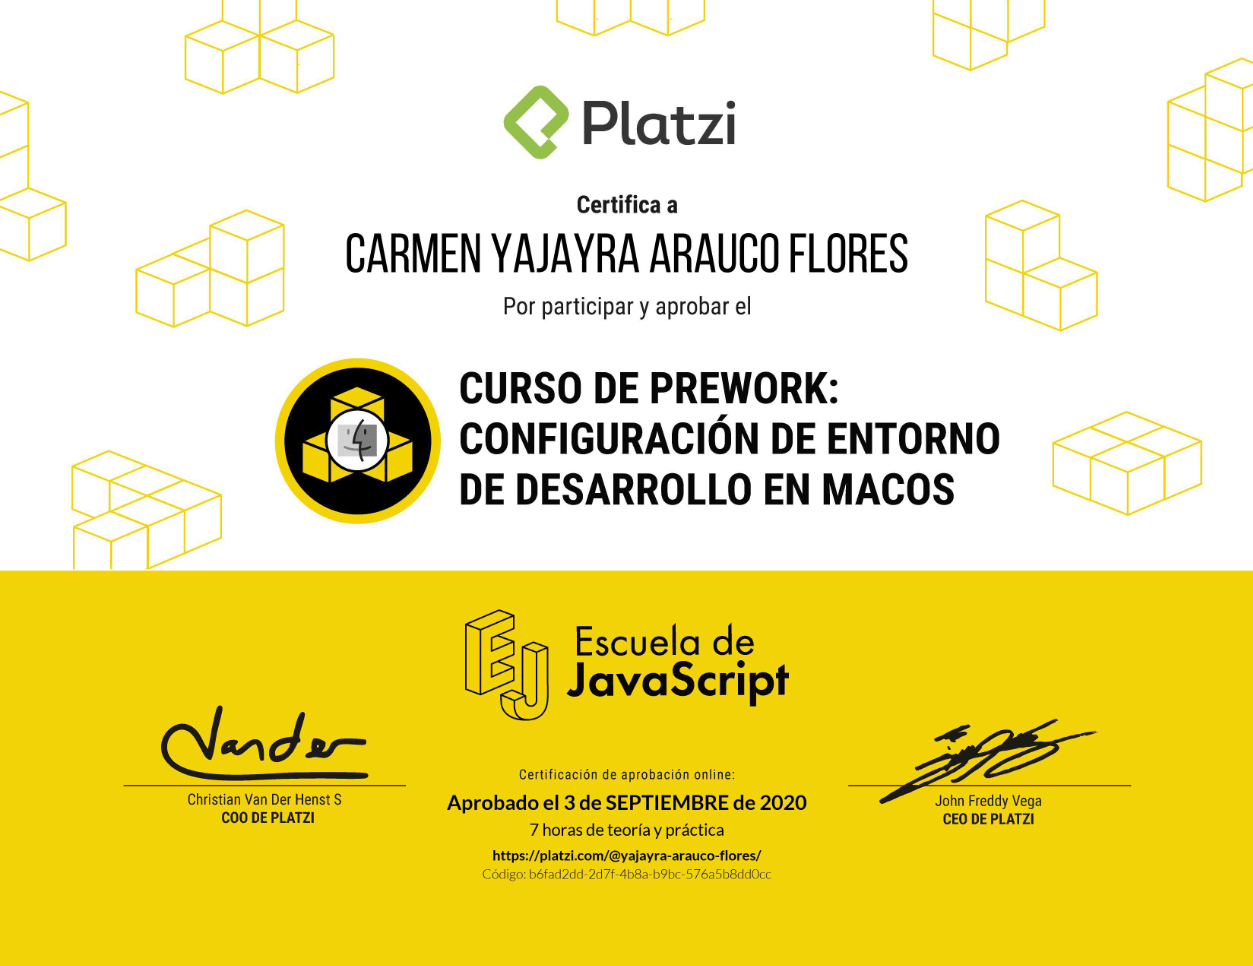 Platzi
Certifica a
CARMEN YAJAYRA ARAUCO FLORES
Por participar y aprobar el
CURSO DE PREWORK:
CONFIGURACIÓN DE ENTORNO
DE DESARROLLO EN MACOS
EJ
Escuela de
JavaScript
Vander
Christian Van Der Henst S
COO DE PLATZI
Certificación de aprobación online:
Aprobado el 3 de SEPTIEMBRE de 2020
7 horas de teoría y práctica
https://platzi.com/@yajayra-arauco-flores/
Código: b6fad2dd-2d7f-4b8a-b9bc-576a5b8dd0cc
John Freddy Vega
CEO DE PLATZI